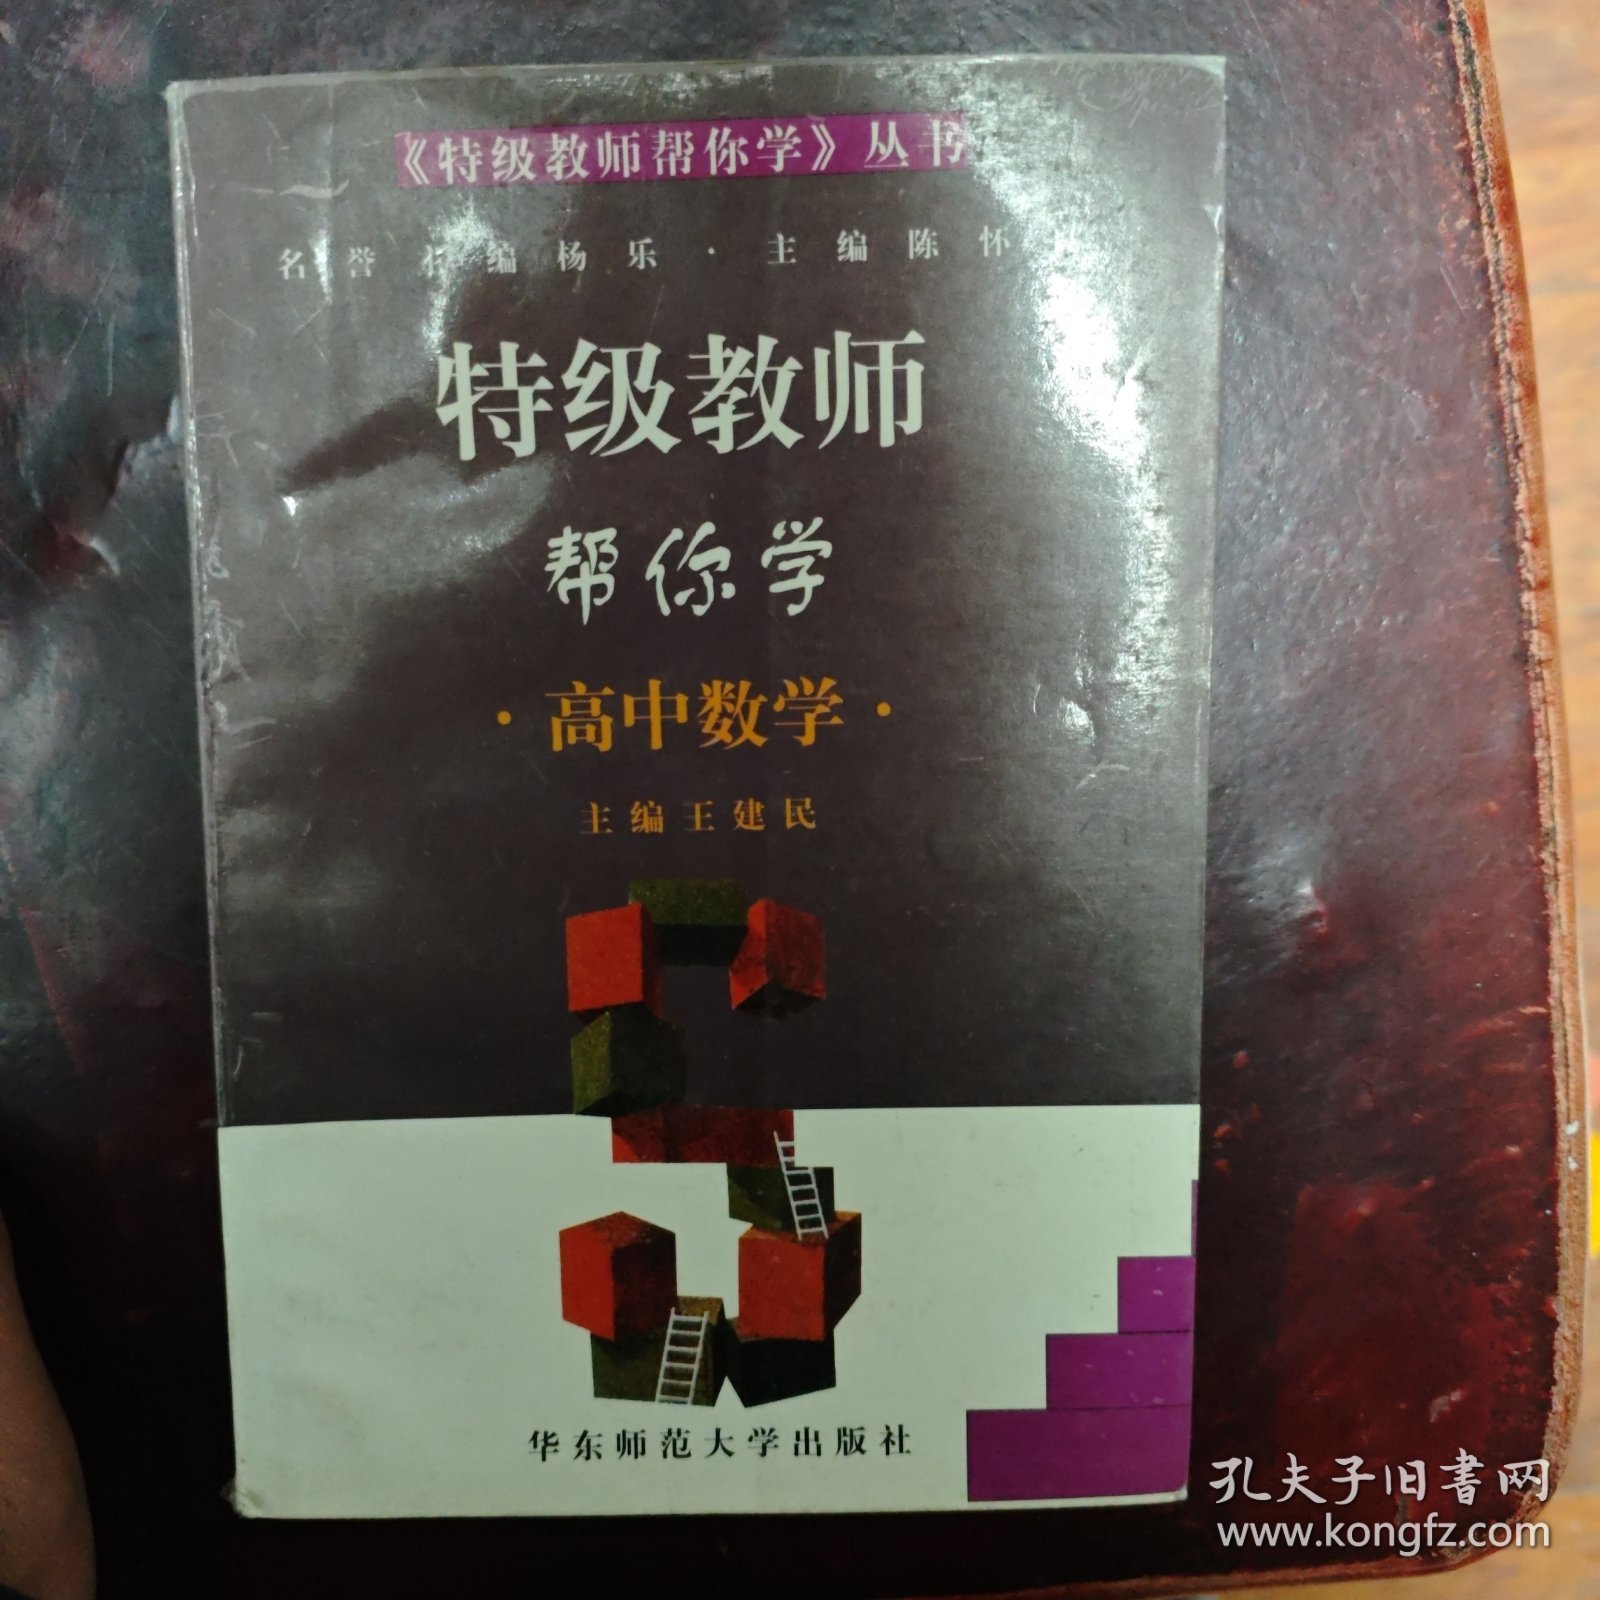 《特级教师帮你学》丛书
名誉主编杨乐·主编陈怀
特级教师
帮你学
·高中数学·
主编王建民
华东师范大学出版社
孔夫子旧書网
www.kongfz.com